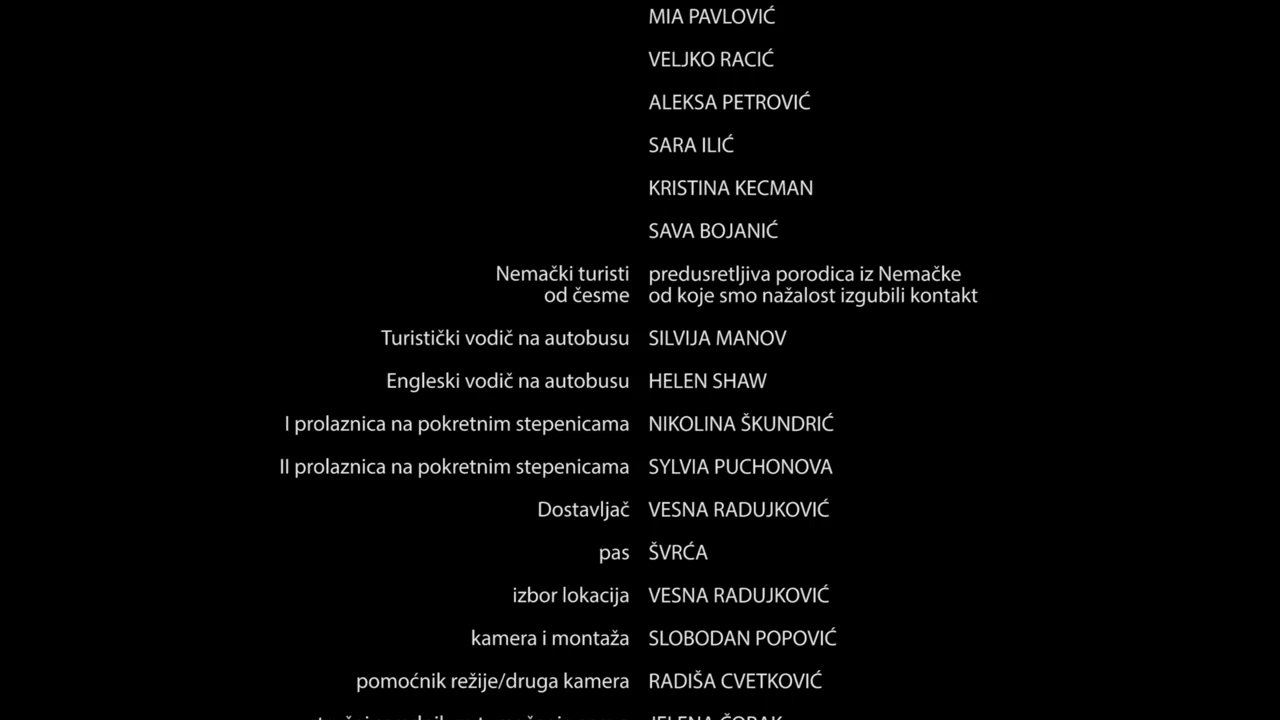 MIA PAVLOVIĆ
VELJKO RACIĆ
ALEKSA PETROVIĆ
SARA ILIĆ
KRISTINA KECMAN
SAVA BOJANIĆ
Nemački turisti predusretljiva porodica iz Nemačke
od česme od koje smo nažalost izgubili kontakt
Turistički vodič na autobusu SILVIJA MANOV
Engleski vodič na autobusu HELEN SHAW
I prolaznica na pokretnim stepenicama NIKOLINA ŠKUNDRIĆ
II prolaznica na pokretnim stepenicama SYLVIA PUCHONOVA
Dostavljač VESNA RADUJKOVIĆ
pas ŠVRĆA
izbor lokacija VESNA RADUJKOVIĆ
kamera i montaža SLOBODAN POPOVIĆ
pomoćnik režije/druga kamera RADIŠA CVETKOVIĆ
JELENA ČORAK